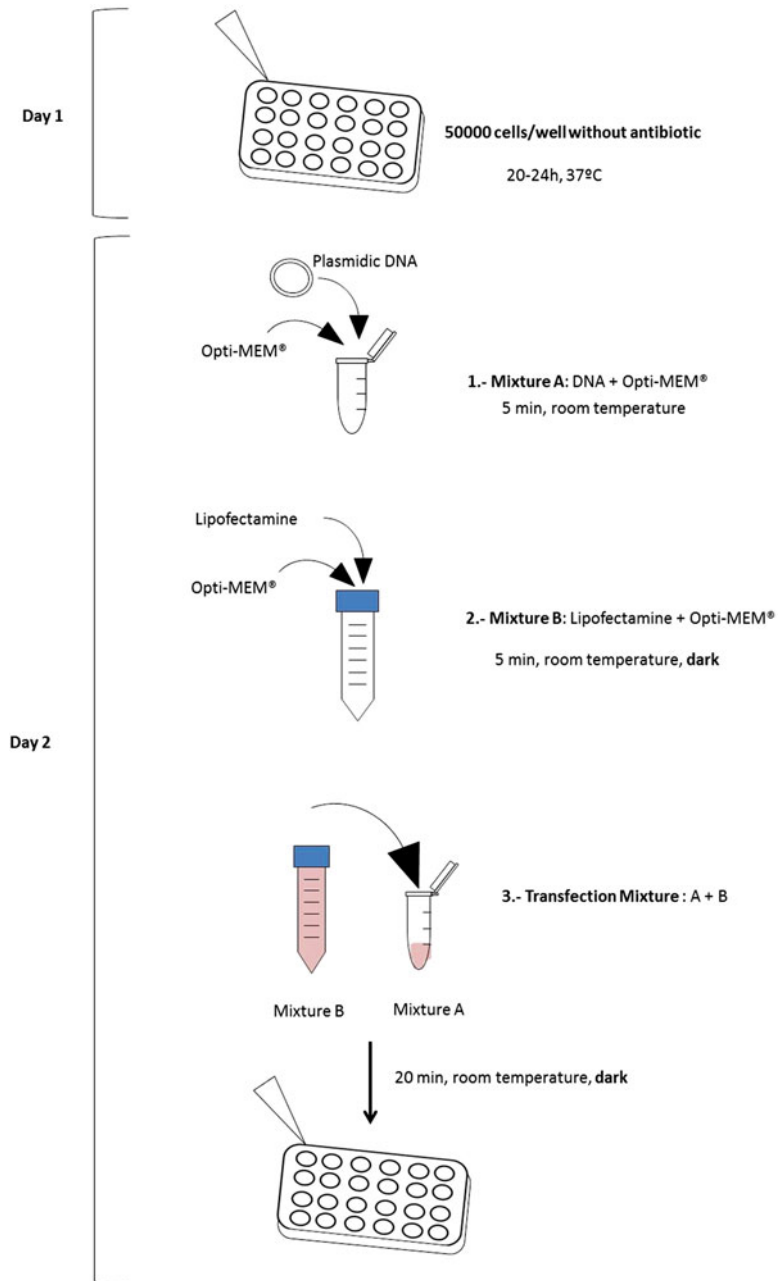 Day 1
50000 cells/well without antibiotic
20-24h, 37ºC
Day 2
Plasmidic DNA
Opti-MEM®
1.- Mixture A: DNA + Opti-MEM®
5 min, room temperature
Lipofectamine
Opti-MEM®
2.- Mixture B: Lipofectamine + Opti-MEM®
5 min, room temperature, dark
3.- Transfection Mixture : A + B
Mixture B
Mixture A
20 min, room temperature, dark